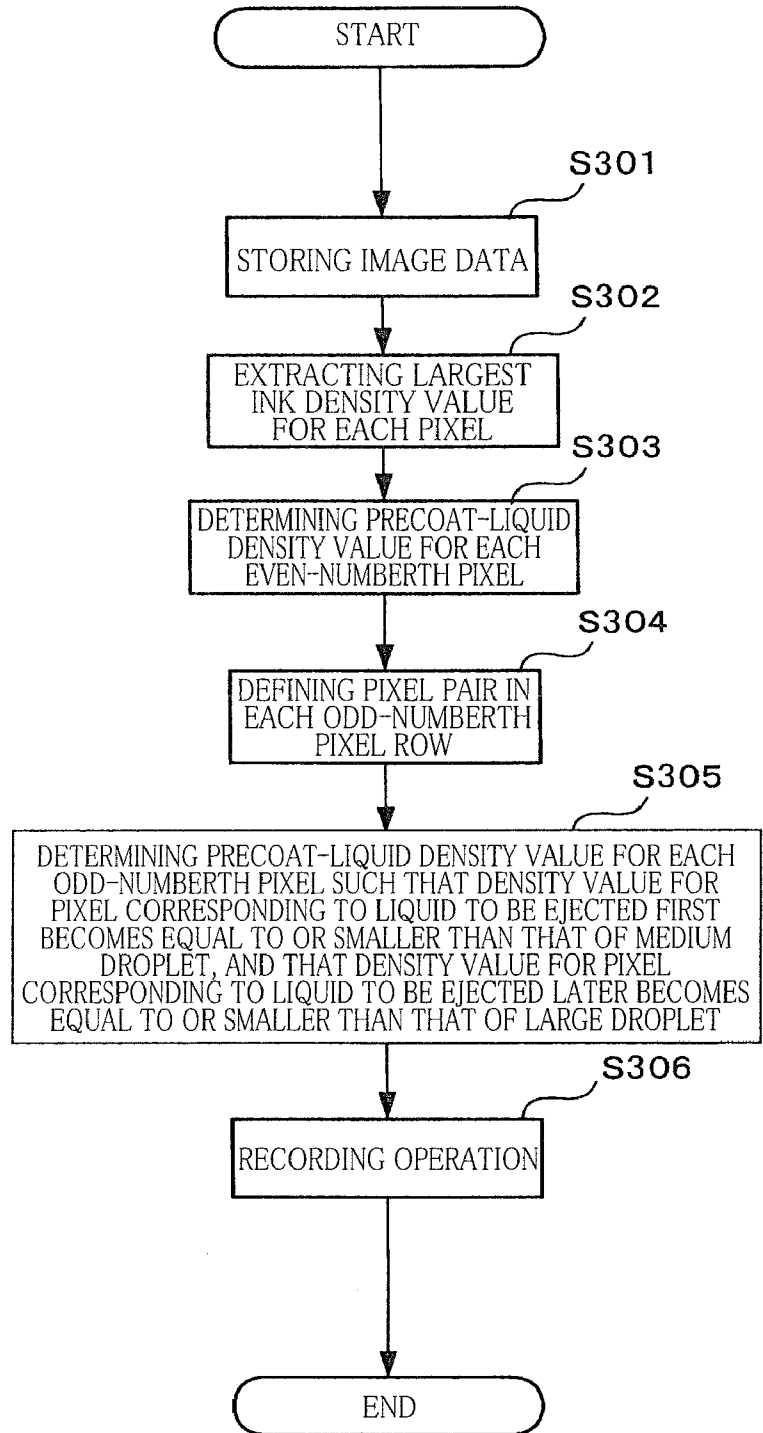 START
S301
STORING IMAGE DATA
S302
EXTRACTING LARGEST
INK DENSITY VALUE
FOR EACH PIXEL
S303
DETERMINING PRECOAT-LIQUID
DENSITY VALUE FOR EACH
EVEN-NUMBERTH PIXEL
S304
DEFINING PIXEL PAIR IN
EACH ODD-NUMBERTH
PIXEL ROW
S305
DETERMINING PRECOAT-LIQUID DENSITY VALUE FOR EACH
ODD-NUMBERTH PIXEL SUCH THAT DENSITY VALUE FOR
PIXEL CORRESPONDING TO LIQUID TO BE EJECTED FIRST
BECOMES EQUAL TO OR SMALLER THAN THAT OF MEDIUM
DROPLET, AND THAT DENSITY VALUE FOR PIXEL
CORRESPONDING TO LIQUID TO BE EJECTED LATER BECOMES
EQUAL TO OR SMALLER THAN THAT OF LARGE DROPLET
S306
RECORDING OPERATION
END